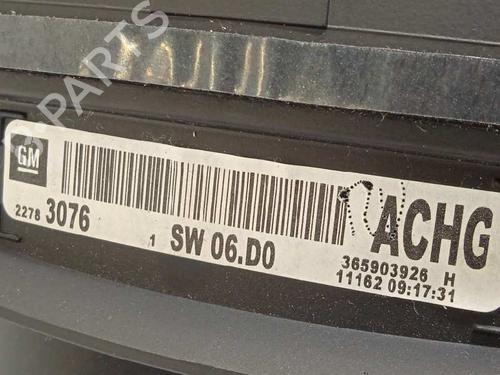 B-PARTS
GM
2278 3076
1 SW 06.D0
ACHG
365903926 H
11162 09:17:31